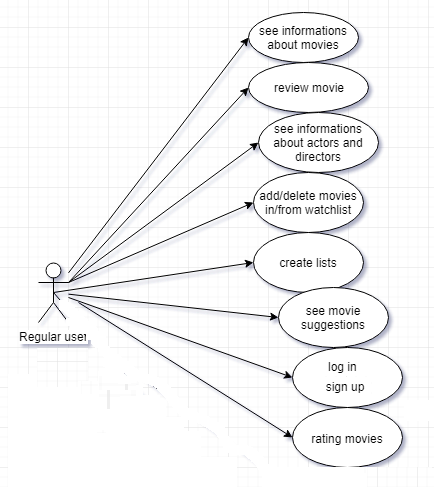 see informations
about movies
review movie
see informations
about actors and
directors
add/delete movies
in/from watchlist
create lists
see movie
suggestions
log in
sign up
rating movies
Regular user